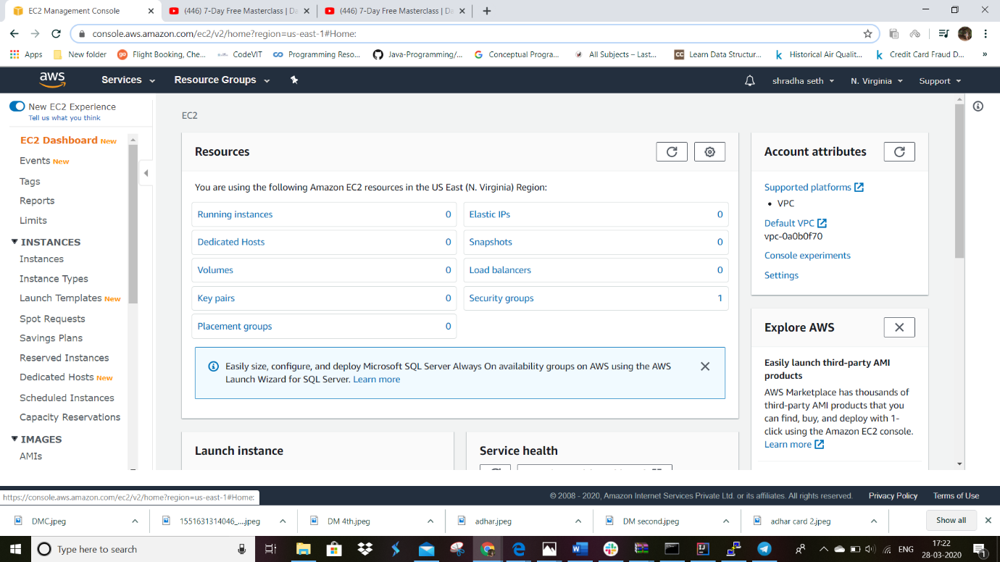 EC2 Management Console
(446) 7-Day Free Masterclass | Da
(446) 7-Day Free Masterclass | Da
console.aws.amazon.com/ec2/v2/home?region=us-east-1#Home:
Apps
New folder
Flight Booking, Che...
CodeVIT
Programming Reso...
Java-Programming/...
Conceptual Progra...
All Subjects – Last...
Learn Data Structur...
Historical Air Qualit...
Credit Card Fraud D...
aws
Services
Resource Groups
shradha seth
N. Virginia
Support
New EC2 Experience
Tell us what you think
EC2 Dashboard New
Events New
Tags
Reports
Limits
INSTANCES
Instances
Instance Types
Launch Templates New
Spot Requests
Savings Plans
Reserved Instances
Dedicated Hosts New
Scheduled Instances
Capacity Reservations
IMAGES
AMIs
EC2
Resources
You are using the following Amazon EC2 resources in the US East (N. Virginia) Region:
Running instances 0
Elastic IPs 0
Dedicated Hosts 0
Snapshots 0
Volumes 0
Load balancers 0
Key pairs 0
Security groups 1
Placement groups 0
Easily size, configure, and deploy Microsoft SQL Server Always On availability groups on AWS using the AWS
Launch Wizard for SQL Server. Learn more
Launch instance
Service health
Account attributes
Supported platforms
• VPC
Default VPC
vpc-0a0b0f70
Console experiments
Settings
Explore AWS
Easily launch third-party AMI
products
AWS Marketplace has thousands of
third-party AMI products that you
can find, buy, and deploy with 1-
click using the Amazon EC2 console.
Learn more
https://console.aws.amazon.com/ec2/v2/home?region=us-east-1#Home:
© 2008 - 2020, Amazon Internet Services Private Ltd. or its affiliates. All rights reserved.
Privacy Policy
Terms of Use
DMC.jpeg
1551631314046_....jpeg
DM 4th.jpeg
adhar.jpeg
DM second.jpeg
adhar card 2.jpeg
Show all
Type here to search
ENG
17:22
28-03-2020
1